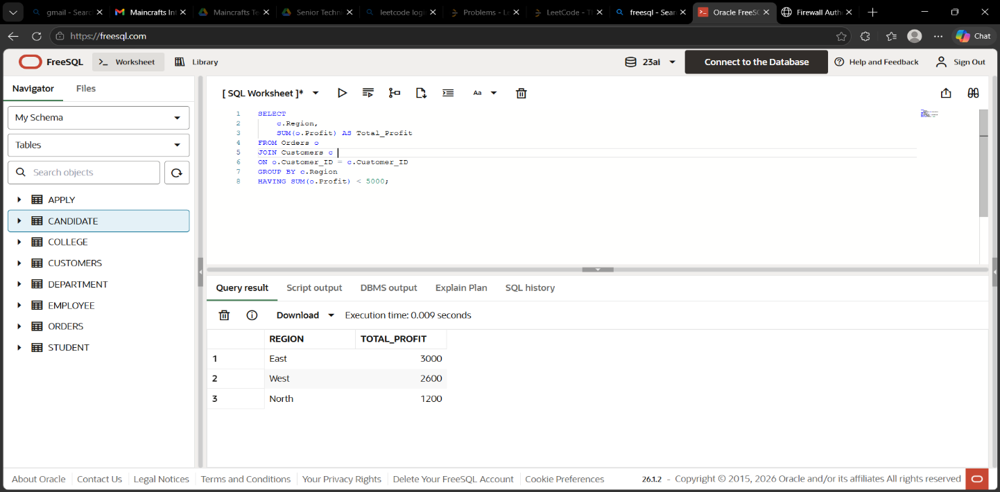 gmail - Searc
Maincrafts Int
Maincrafts Te
Senior Techn
leetcode logi
Problems - L
LeetCode - T
freesql - Sear
Oracle FreeSQ
Firewall Auth
https://freesql.com
Chat
FreeSQL
Worksheet
Library
23ai
Connect to the Database
Help and Feedback
Sign Out
Navigator
Files
My Schema
Tables
Search objects
APPLY
CANDIDATE
COLLEGE
CUSTOMERS
DEPARTMENT
EMPLOYEE
ORDERS
STUDENT
[ SQL Worksheet ]*
Aa
1 SELECT
2 c.Region,
3 SUM(o.Profit) AS Total_Profit
4 FROM Orders o
5 JOIN Customers c
6 ON o.Customer_ID = c.Customer_ID
7 GROUP BY c.Region
8 HAVING SUM(o.Profit) < 5000;
Query result
Script output
DBMS output
Explain Plan
SQL history
Download
Execution time: 0.009 seconds
REGION TOTAL_PROFIT
1 East 3000
2 West 2600
3 North 1200
About Oracle
Contact Us
Legal Notices
Terms and Conditions
Your Privacy Rights
Delete Your FreeSQL Account
Cookie Preferences
26.1.2 - Copyright © 2015, 2026 Oracle and/or its affiliates All rights reserved